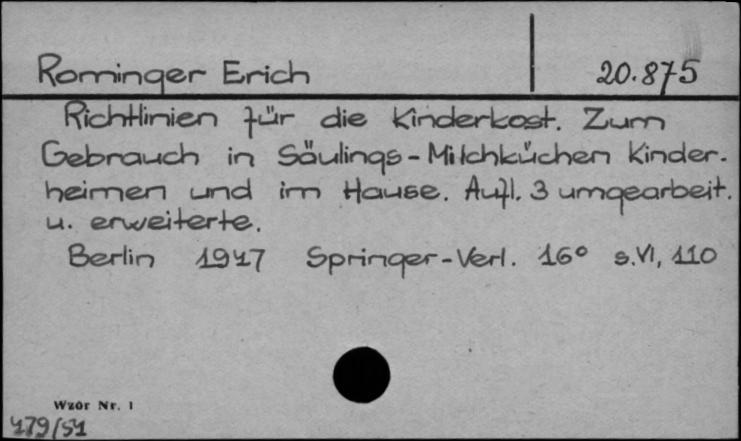 Rominger Erich 20.875
Richtlinien für die Kinderkost. Zum
Gebrauch in Säulings-Milchküchen Kinder-
heimen und im Hause. Aufl. 3 umgearbeit.
u. erweiterte.
Berlin 1947 Springer-Verl. 16° s.VI, 110
Wzór Nr. 1
479/51